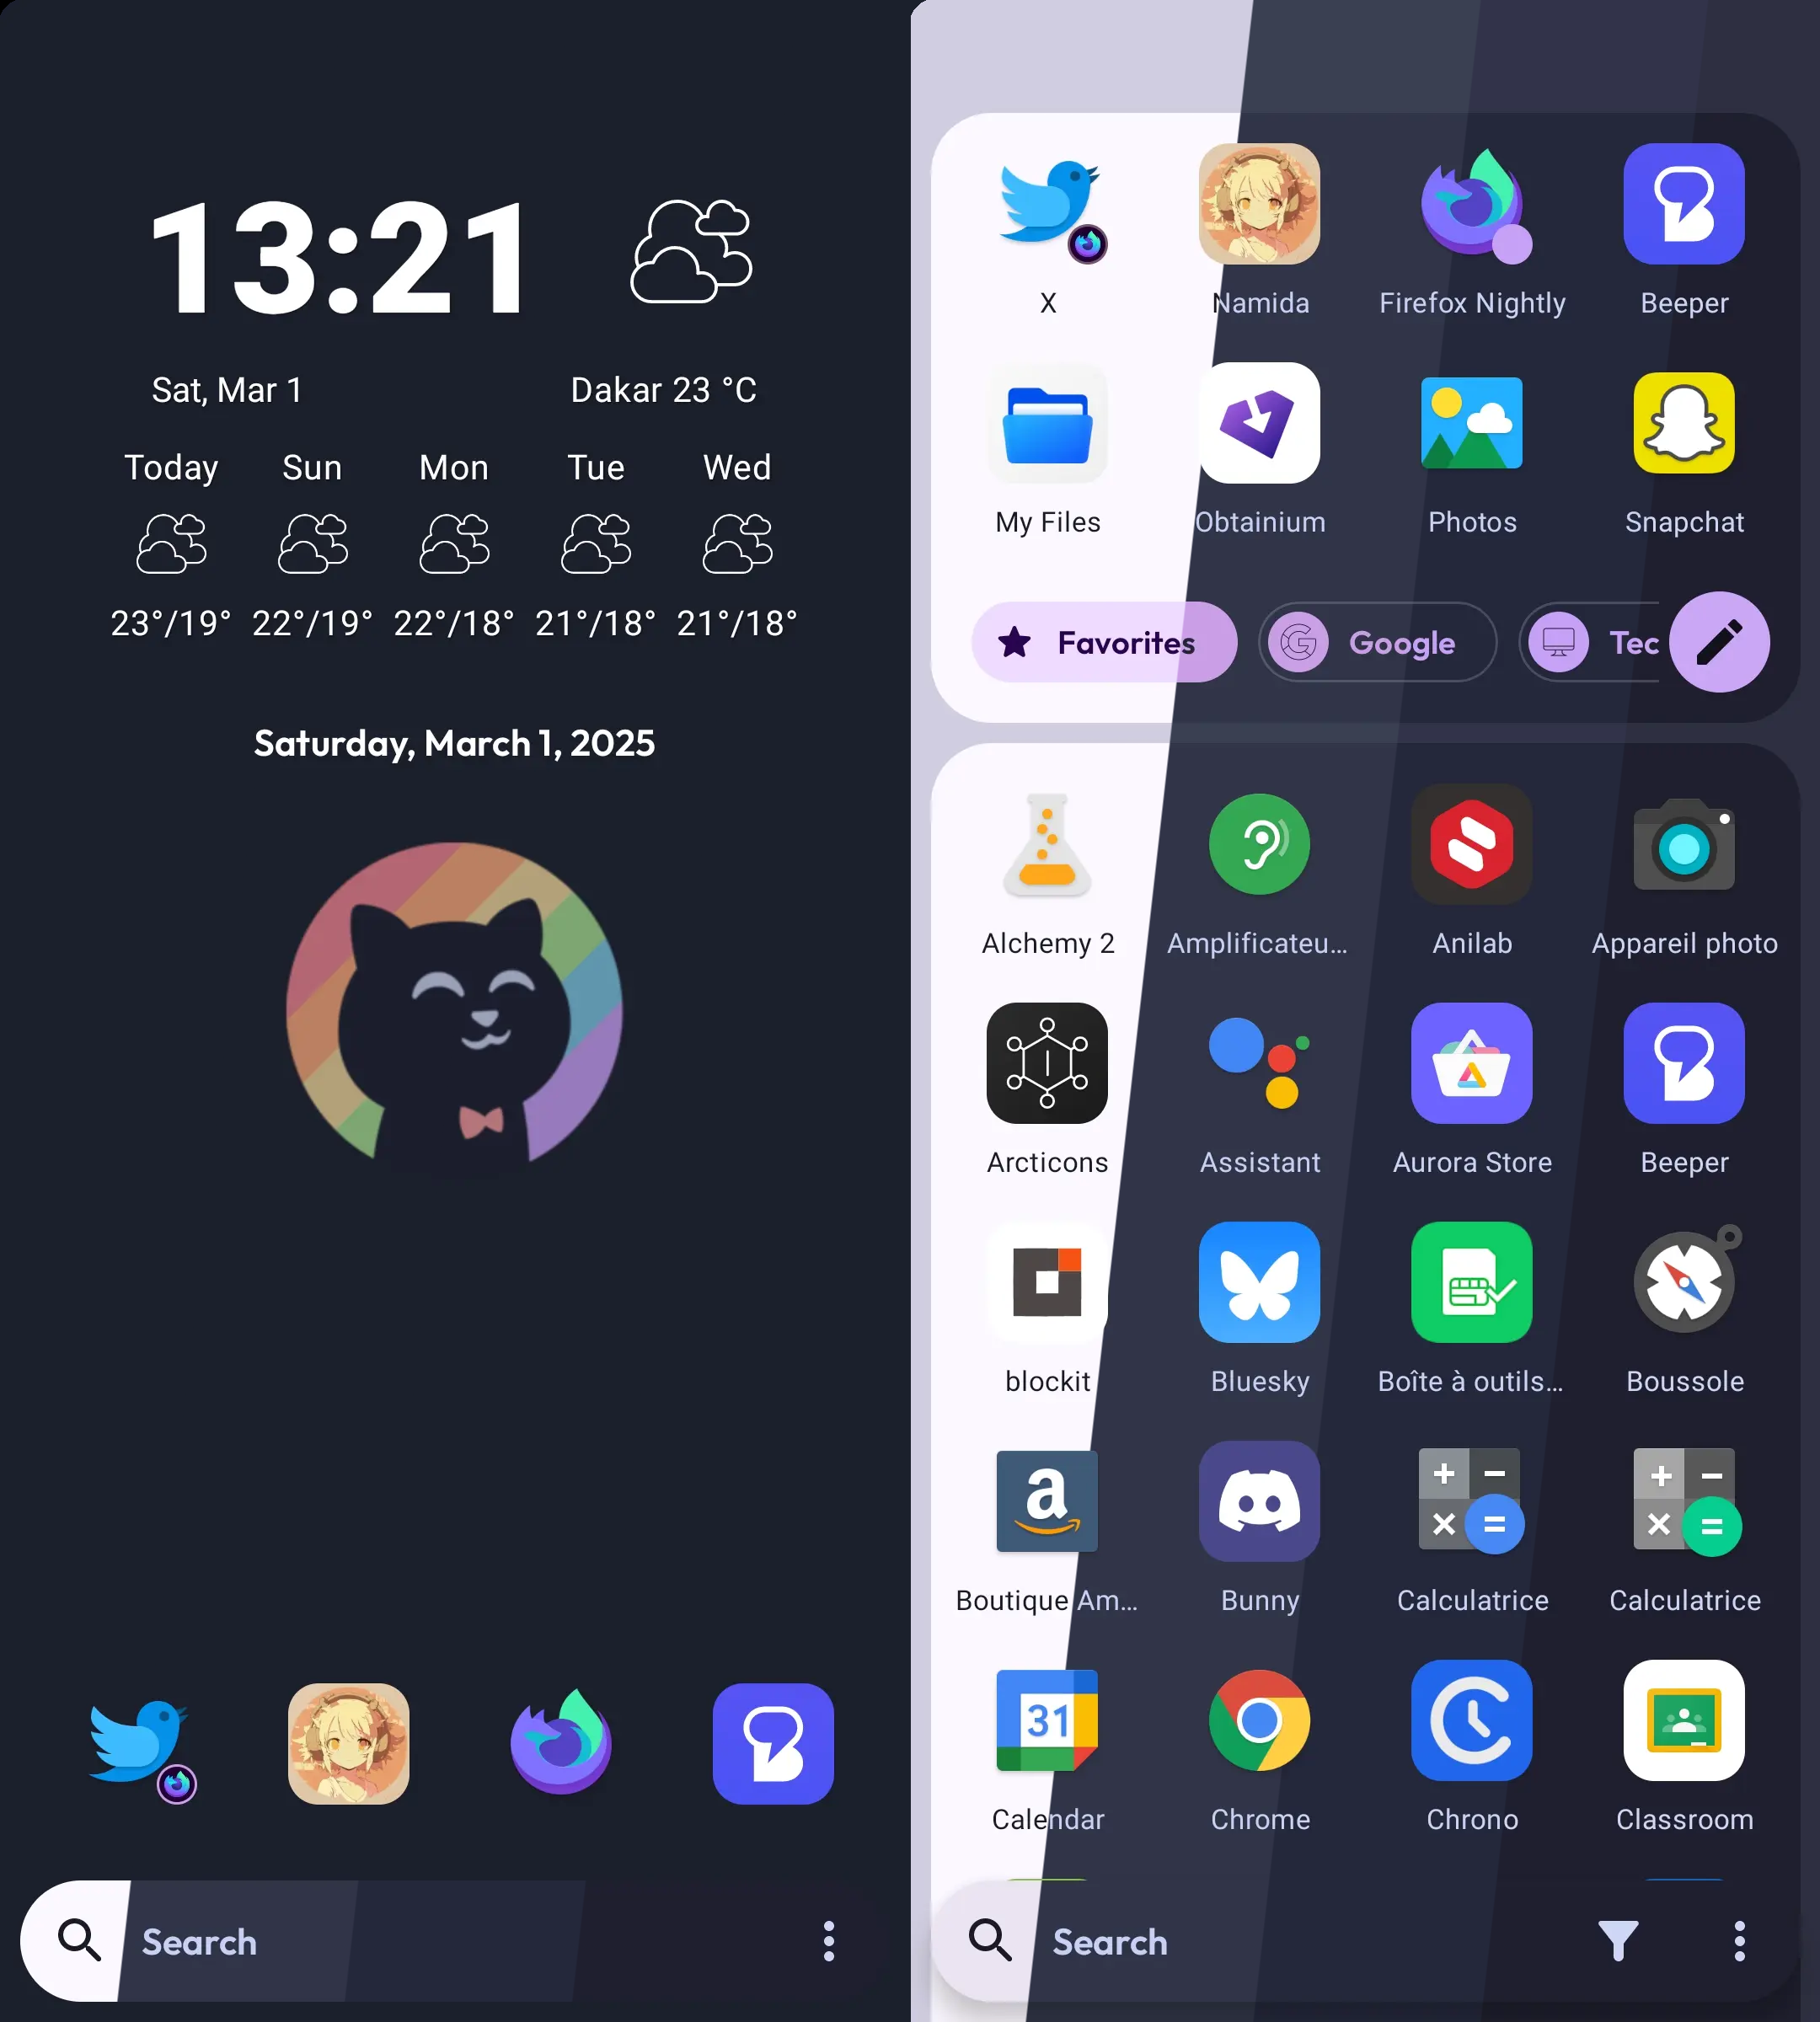 13:21
Sat, Mar 1
Dakar 23 °C
Today Sun Mon Tue Wed
23°/19° 22°/19° 22°/18° 21°/18° 21°/18°
Saturday, March 1, 2025
Search
X Namida Firefox Nightly Beeper
My Files Obtainium Photos Snapchat
Favorites Google Tec
Alchemy 2 Amplificateu... Anilab Appareil photo
Arcticons Assistant Aurora Store Beeper
blockit Bluesky Boîte à outils... Boussole
a
Boutique Am... Bunny Calculatrice Calculatrice
31
Calendar Chrome Chrono Classroom
Search